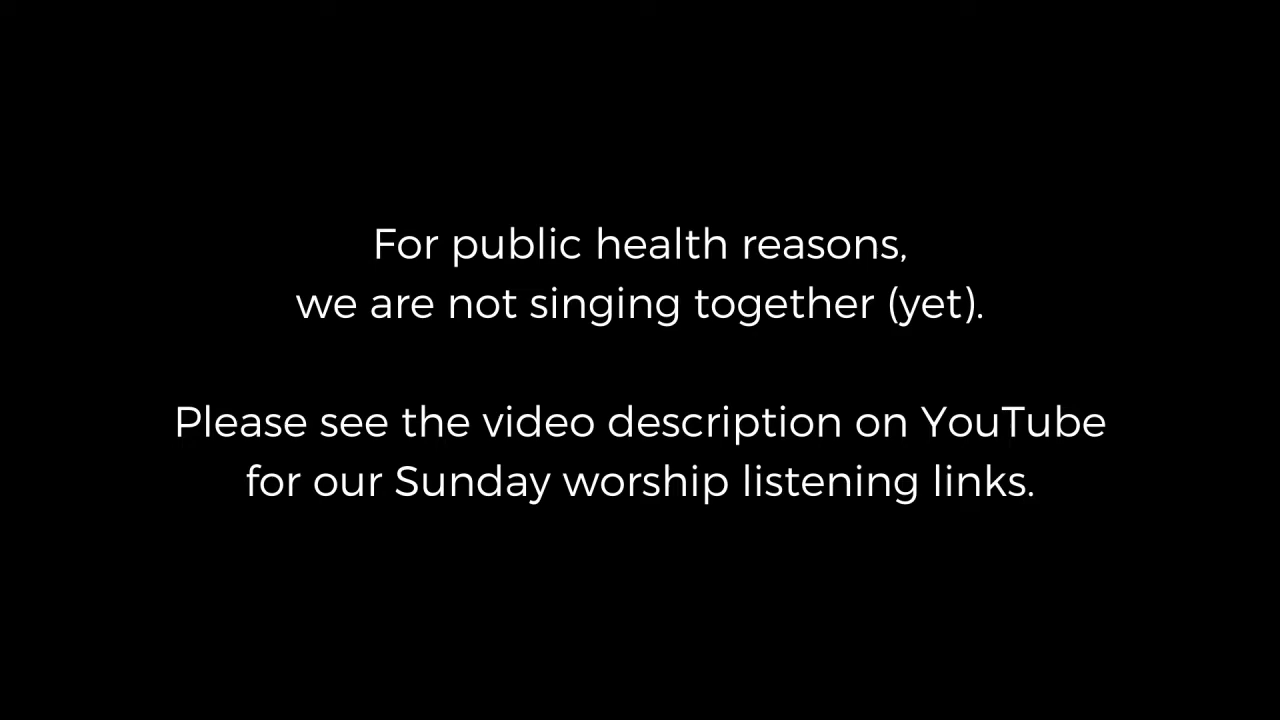 For public health reasons,
we are not singing together (yet).
Please see the video description on YouTube
for our Sunday worship listening links.